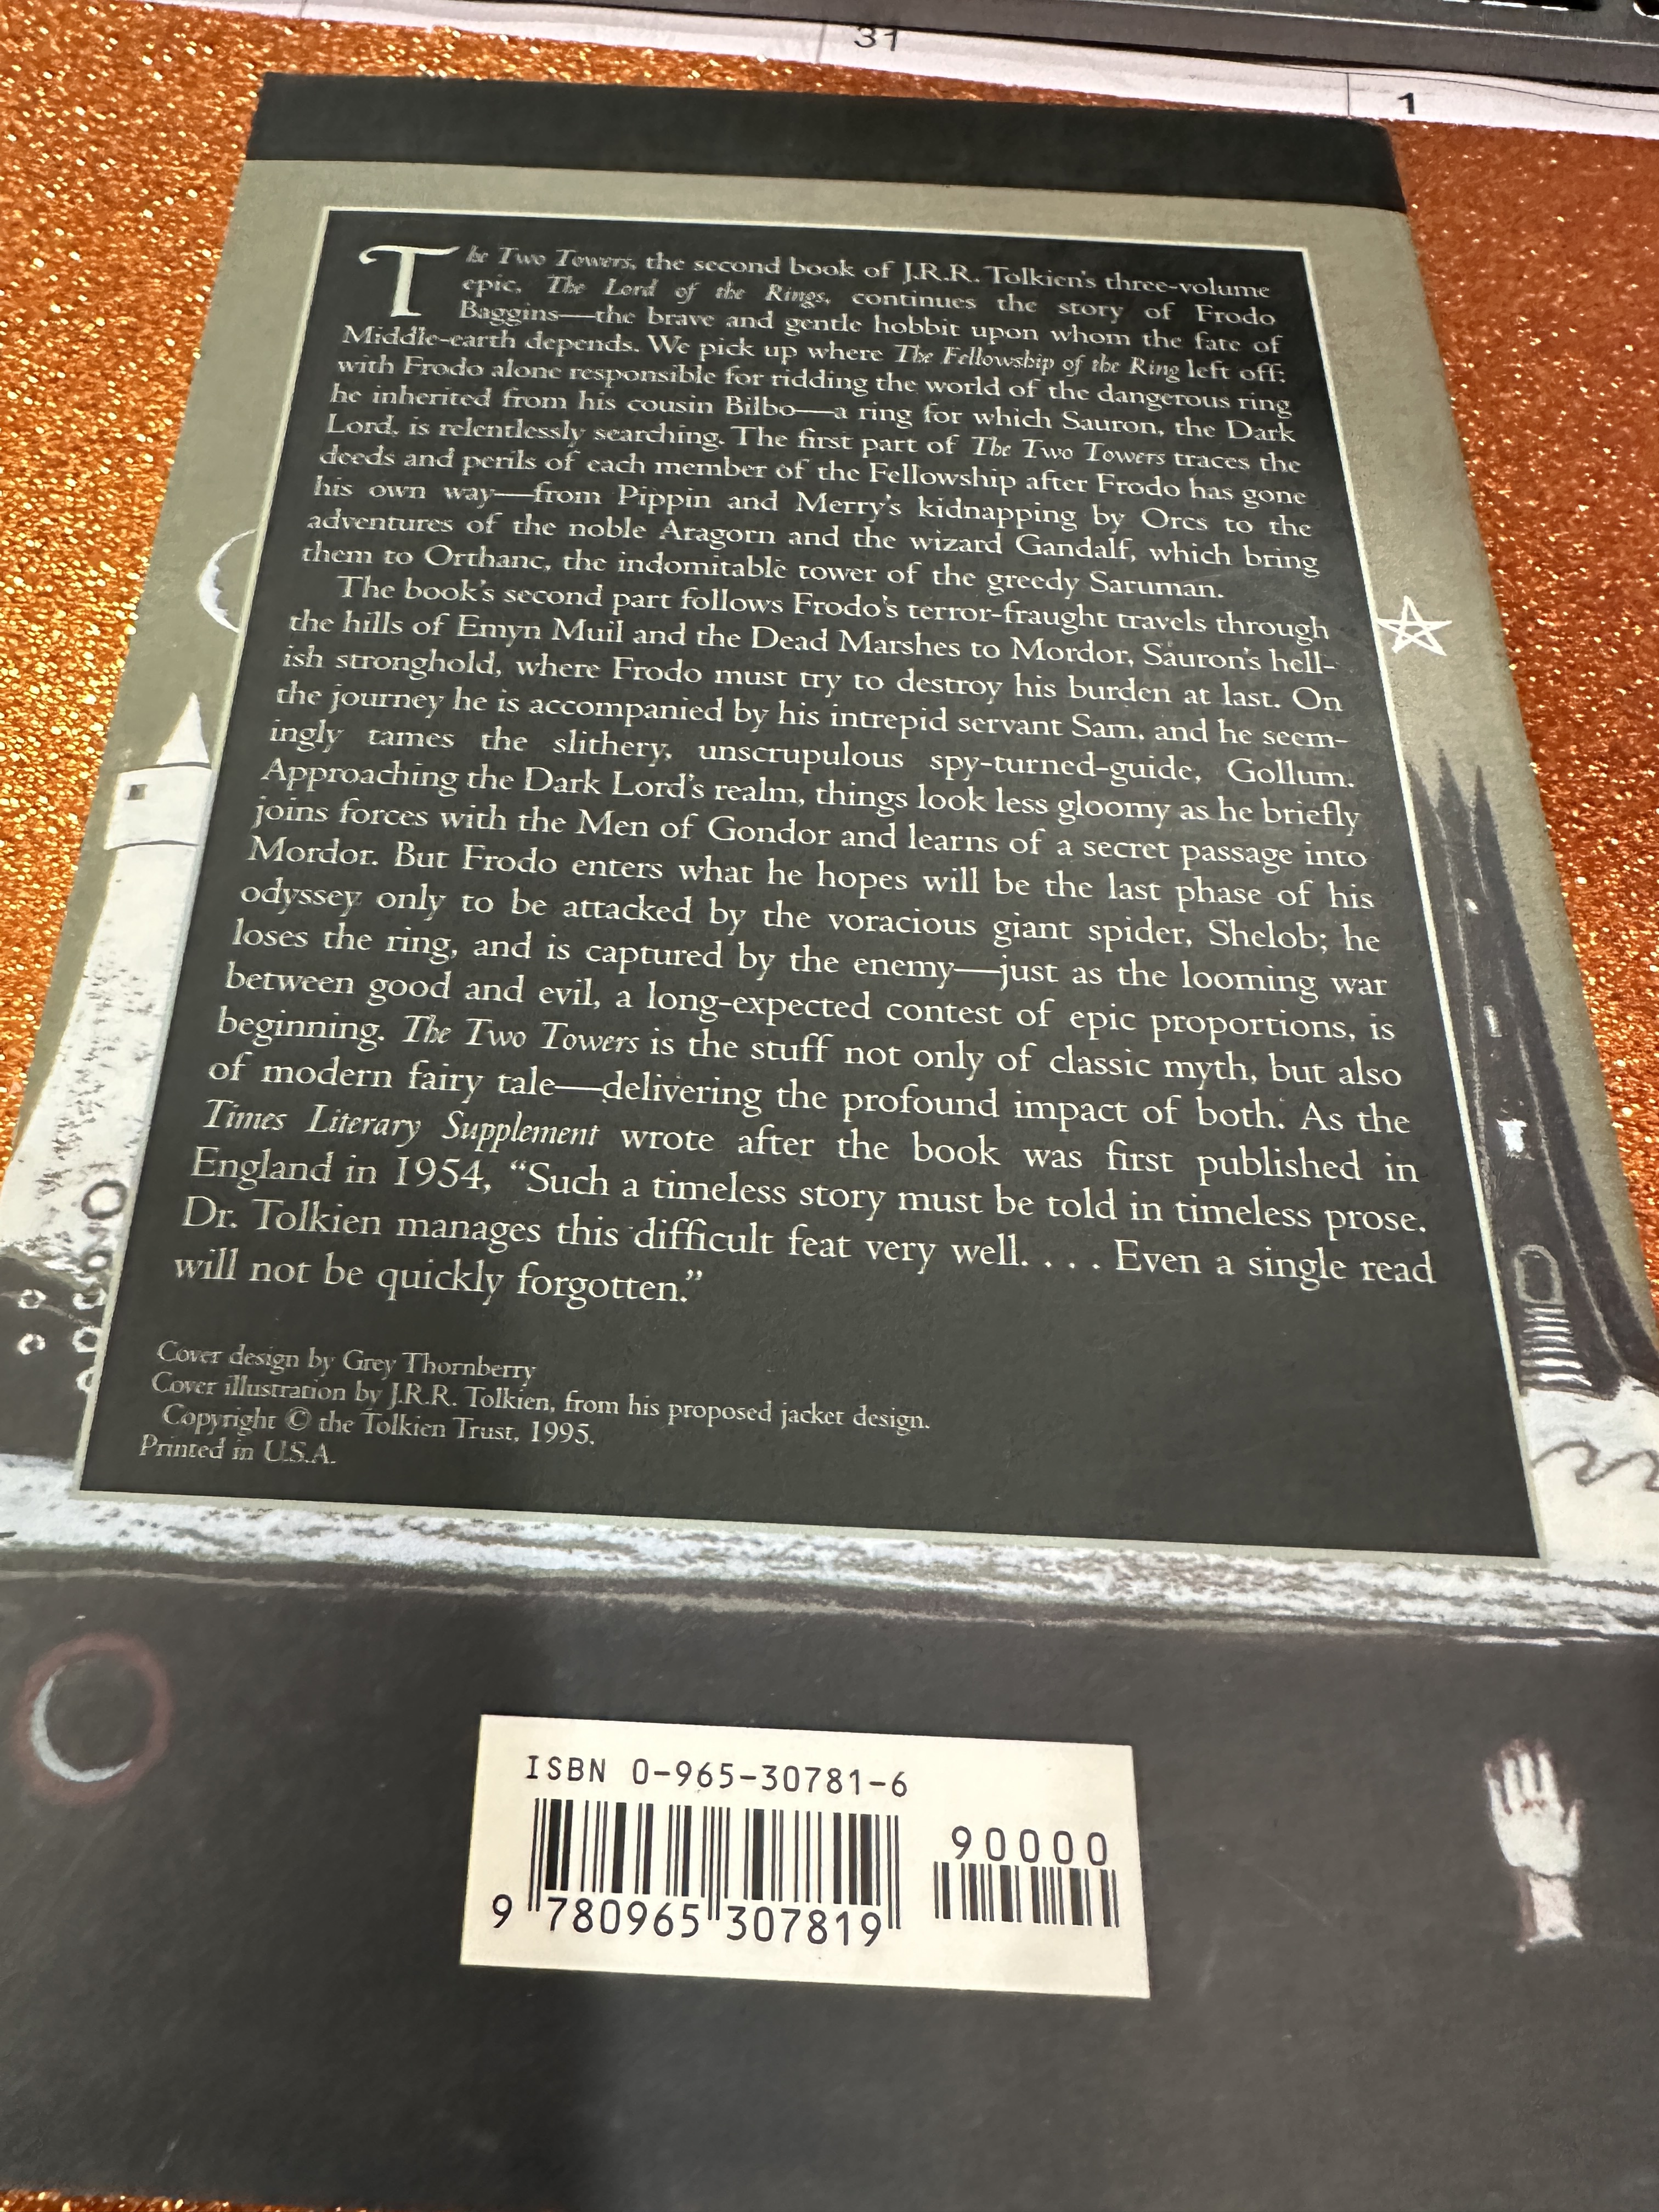 31
1
The Two Towers, the second book of J.R.R. Tolkien's three-volume
epic, The Lord of the Rings, continues the story of Frodo
Baggins—the brave and gentle hobbit upon whom the fate of
Middle-earth depends. We pick up where The Fellowship of the Ring left off:
with Frodo alone responsible for ridding the world of the dangerous ring
he inherited from his cousin Bilbo—a ring for which Sauron, the Dark
Lord, is relentlessly searching. The first part of The Two Towers traces the
deeds and perils of each member of the Fellowship after Frodo has gone
his own way—from Pippin and Merry's kidnapping by Orcs to the
adventures of the noble Aragorn and the wizard Gandalf, which bring
them to Orthanc, the indomitable tower of the greedy Saruman.
The book's second part follows Frodo's terror-fraught travels through
the hills of Emyn Muil and the Dead Marshes to Mordor, Sauron's hell-
ish stronghold, where Frodo must try to destroy his burden at last. On
the journey he is accompanied by his intrepid servant Sam, and he seem-
ingly tames the slithery, unscrupulous spy-turned-guide, Gollum.
Approaching the Dark Lord's realm, things look less gloomy as he briefly
joins forces with the Men of Gondor and learns of a secret passage into
Mordor. But Frodo enters what he hopes will be the last phase of his
odyssey only to be attacked by the voracious giant spider, Shelob; he
loses the ring, and is captured by the enemy—just as the looming war
between good and evil, a long-expected contest of epic proportions, is
beginning. The Two Towers is the stuff not only of classic myth, but also
of modern fairy tale—delivering the profound impact of both. As the
Times Literary Supplement wrote after the book was first published in
England in 1954, “Such a timeless story must be told in timeless prose.
Dr. Tolkien manages this difficult feat very well. . . . Even a single read
will not be quickly forgotten.”
Cover design by Grey Thornberry
Cover illustration by J.R.R. Tolkien, from his proposed jacket design.
Copyright © the Tolkien Trust, 1995.
Printed in U.S.A.
ISBN 0-965-30781-6
90000
9 780965 307819